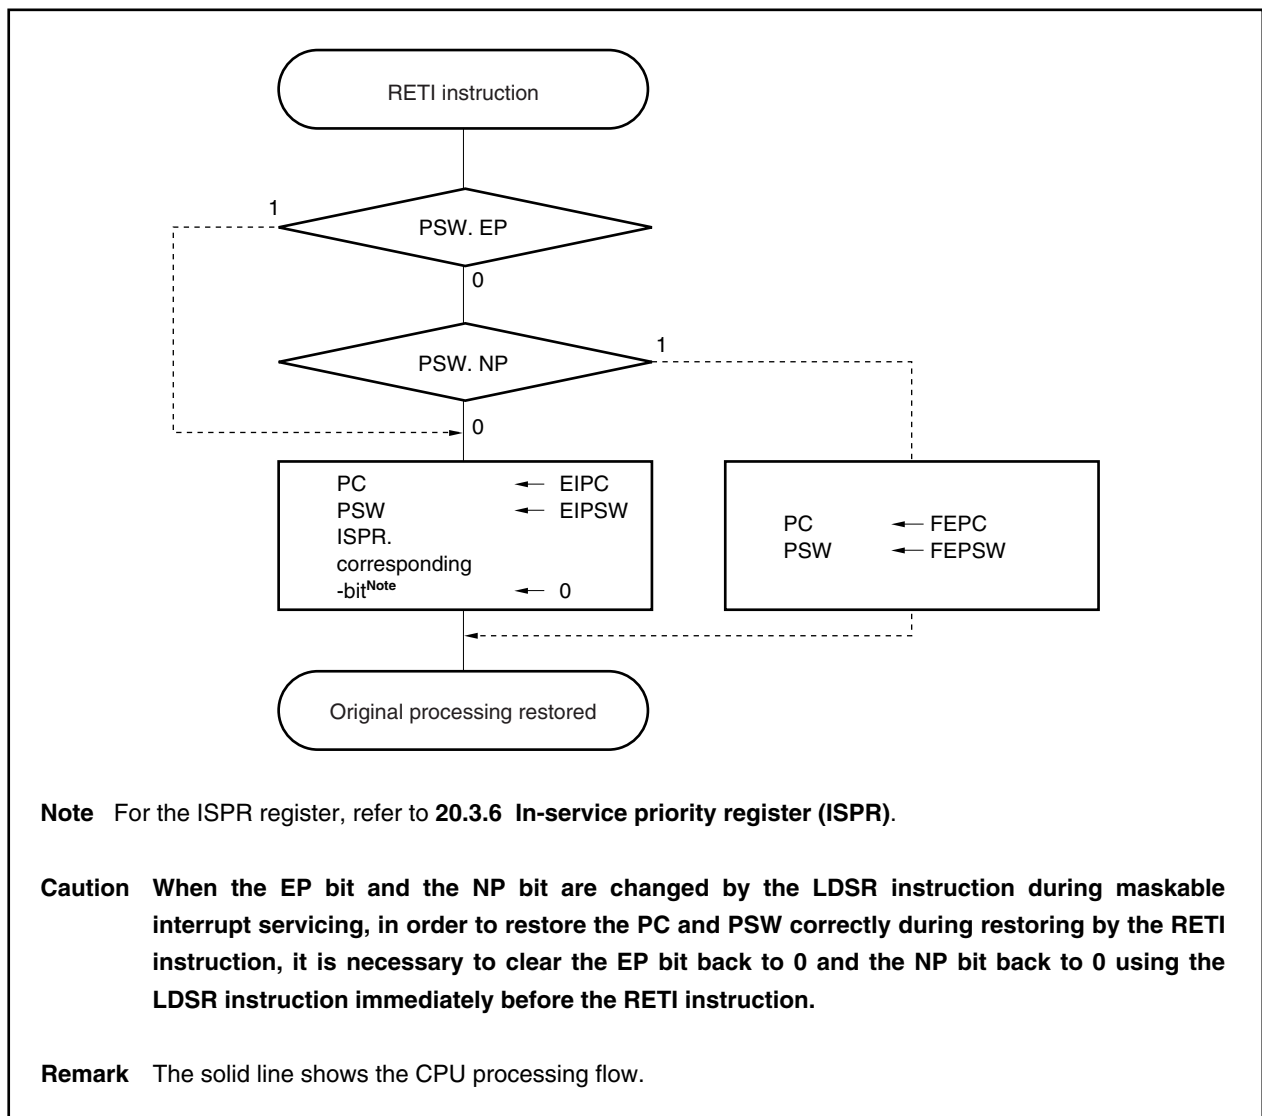 RETI instruction
1
PSW. EP
0
PSW. NP
1
0
PC ← EIPC
PSW ← EIPSW
ISPR.
corresponding
-bitNote ← 0
PC ← FEPC
PSW ← FEPSW
Original processing restored
Note For the ISPR register, refer to 20.3.6 In-service priority register (ISPR).
Caution When the EP bit and the NP bit are changed by the LDSR instruction during maskable
interrupt servicing, in order to restore the PC and PSW correctly during restoring by the RETI
instruction, it is necessary to clear the EP bit back to 0 and the NP bit back to 0 using the
LDSR instruction immediately before the RETI instruction.
Remark The solid line shows the CPU processing flow.